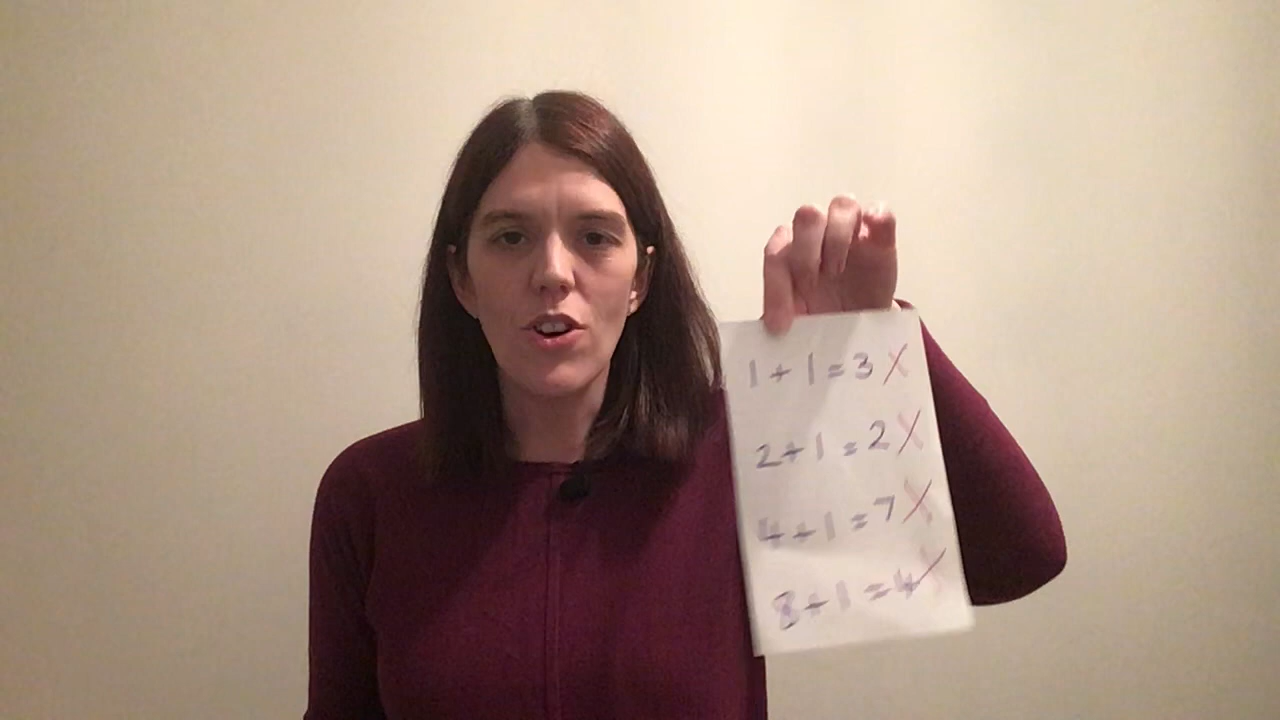 1 + 1 = 3 X
2 + 1 = 2 X
4 + 1 = 7 X
8 + 1 = 4 X